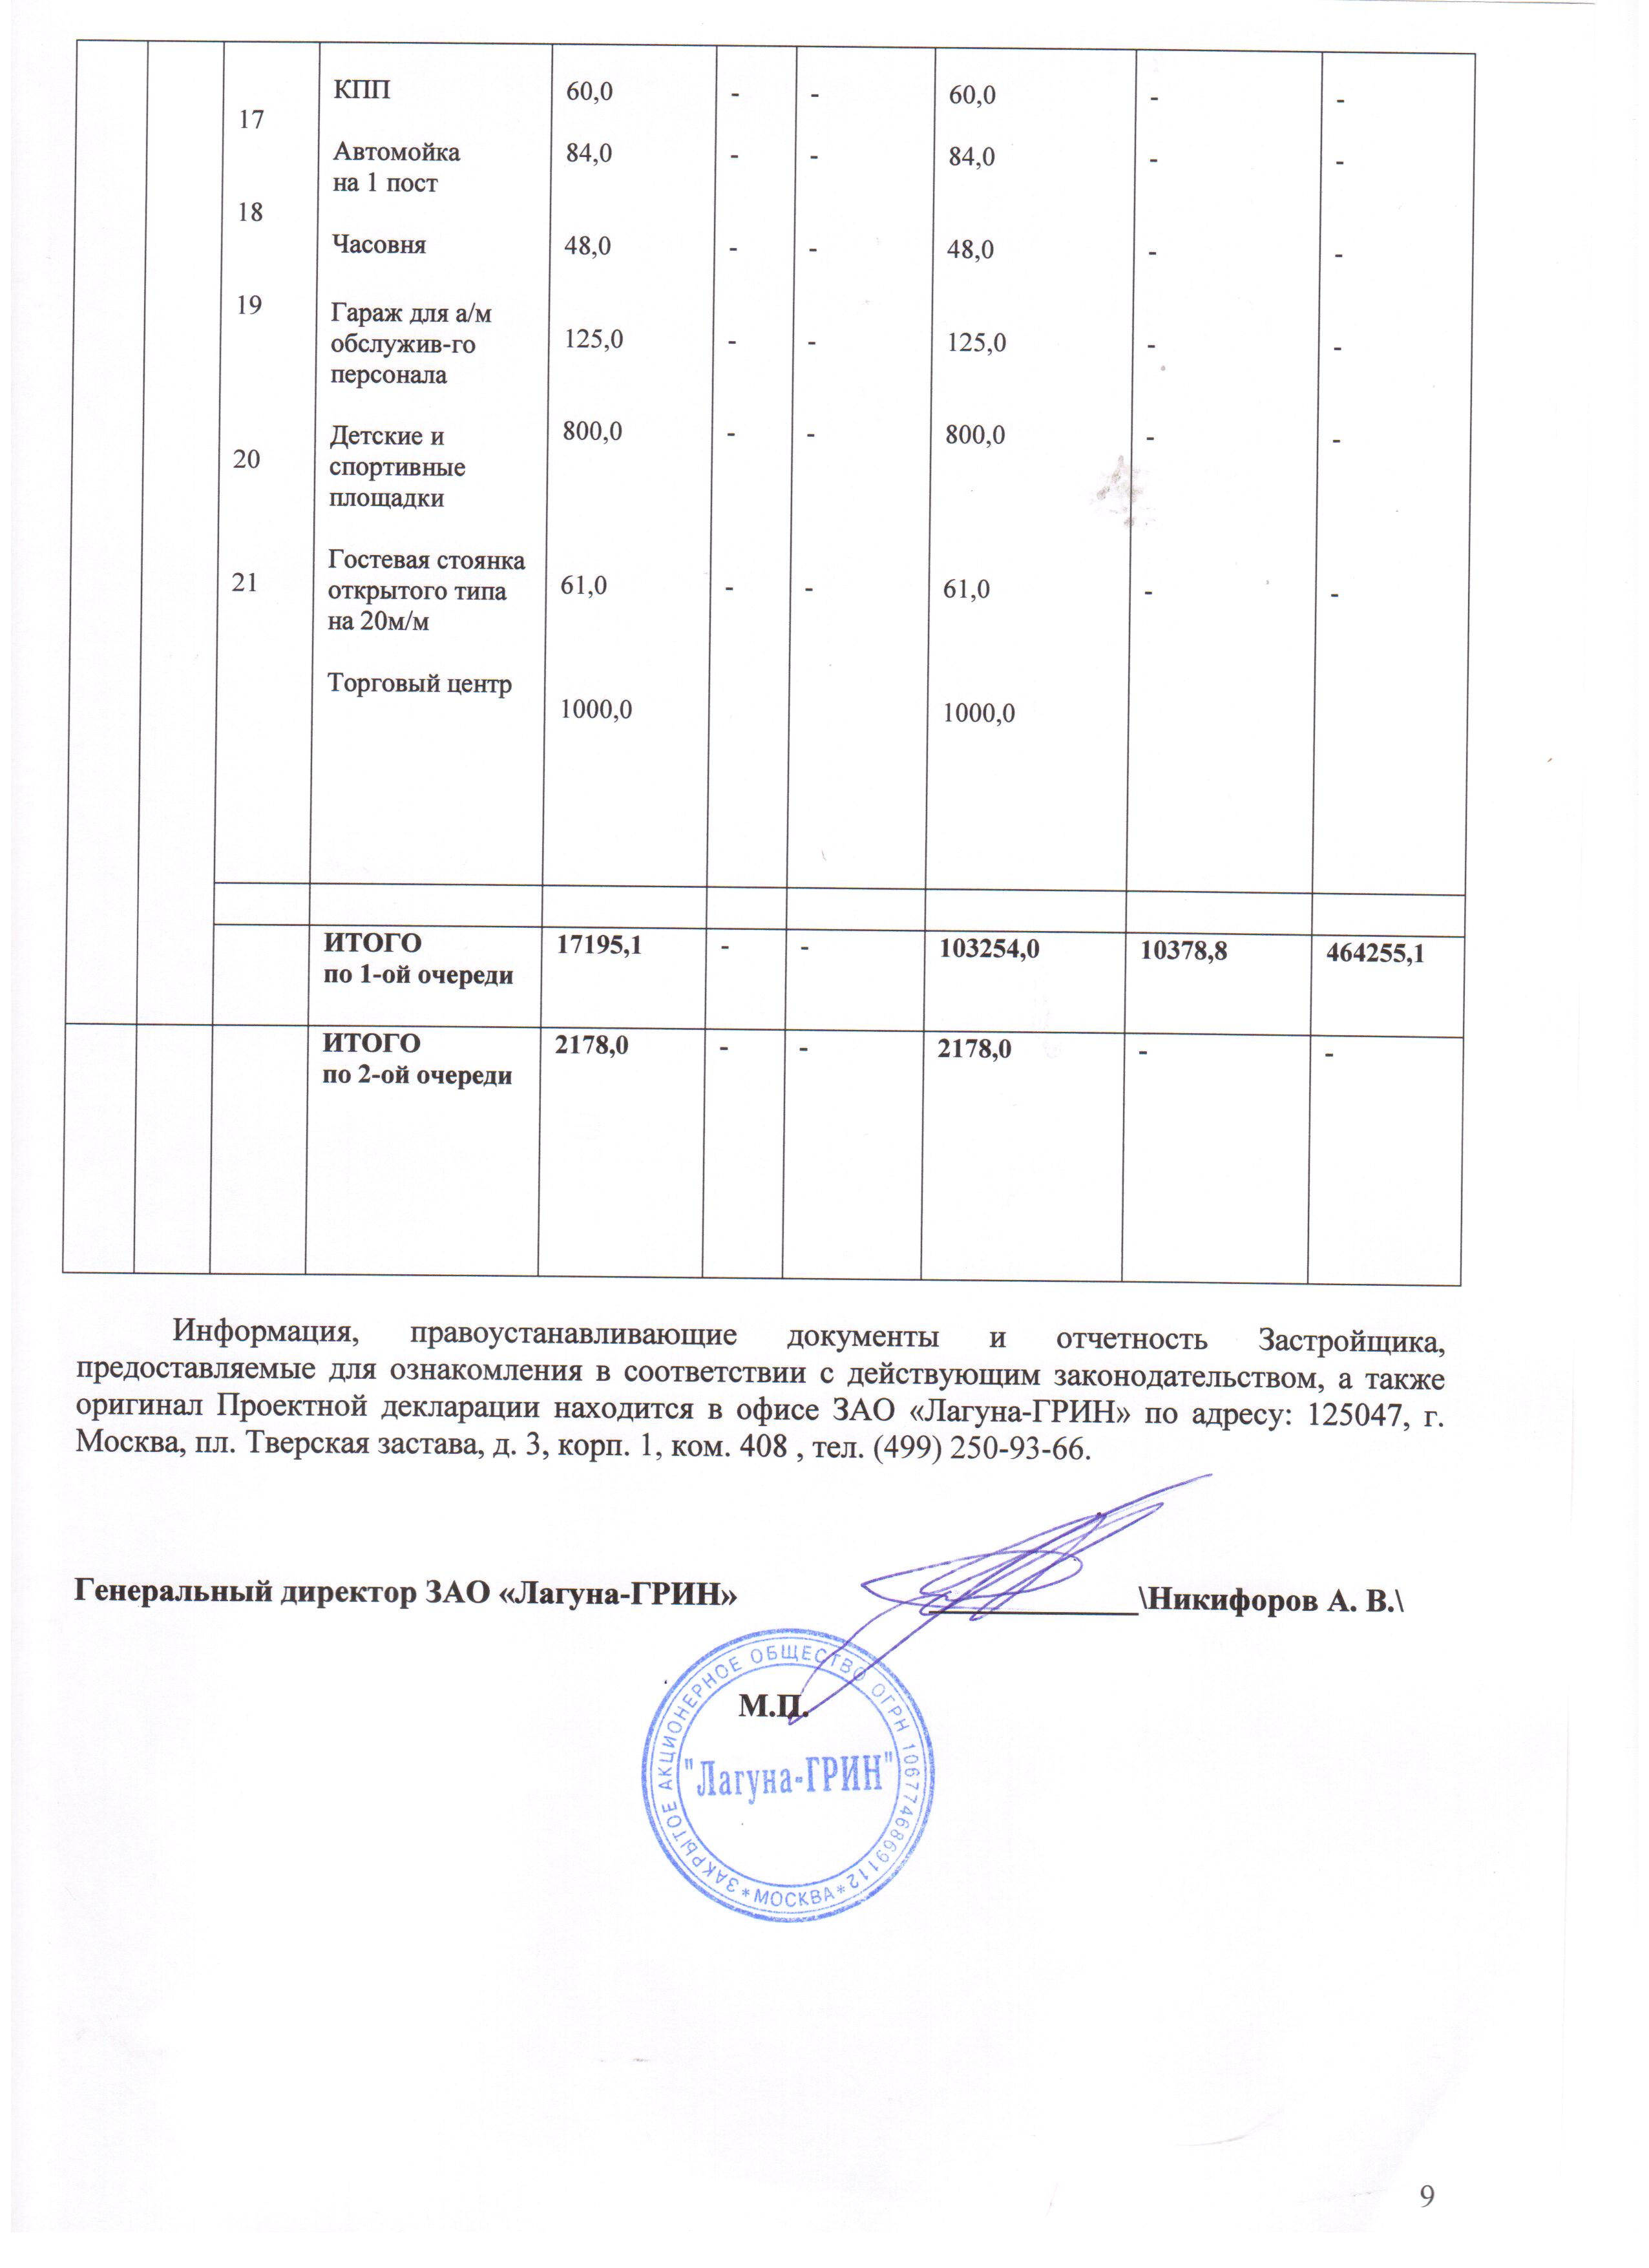 КПП 60,0 - - 60,0 - -
17
Автомойка 84,0 - - 84,0 - -
на 1 пост
18
Часовня 48,0 - - 48,0 - -
19
Гараж для а/м
обслужив-го 125,0 - - 125,0 - -
персонала
Детские и 800,0 - - 800,0 - -
20
спортивные
площадки
Гостевая стоянка
21
открытого типа 61,0 - - 61,0 - -
на 20м/м
Торговый центр
1000,0 1000,0
ИТОГО 17195,1 - - 103254,0 10378,8 464255,1
по 1-ой очереди
ИТОГО 2178,0 - - 2178,0 - -
по 2-ой очереди
Информация, правоустанавливающие документы и отчетность Застройщика,
предоставляемые для ознакомления в соответствии с действующим законодательством, а также
оригинал Проектной декларации находится в офисе ЗАО «Лагуна-ГРИН» по адресу: 125047, г.
Москва, пл. Тверская застава, д. 3, корп. 1, ком. 408 , тел. (499) 250-93-66.
Генеральный директор ЗАО «Лагуна-ГРИН» \Никифоров А. В.\
М.П.
ЗАКРЫТОЕ АКЦИОНЕРНОЕ ОБЩЕСТВО ОГРН 1067746869112
"Лагуна-ГРИН"
*МОСКВА*
9